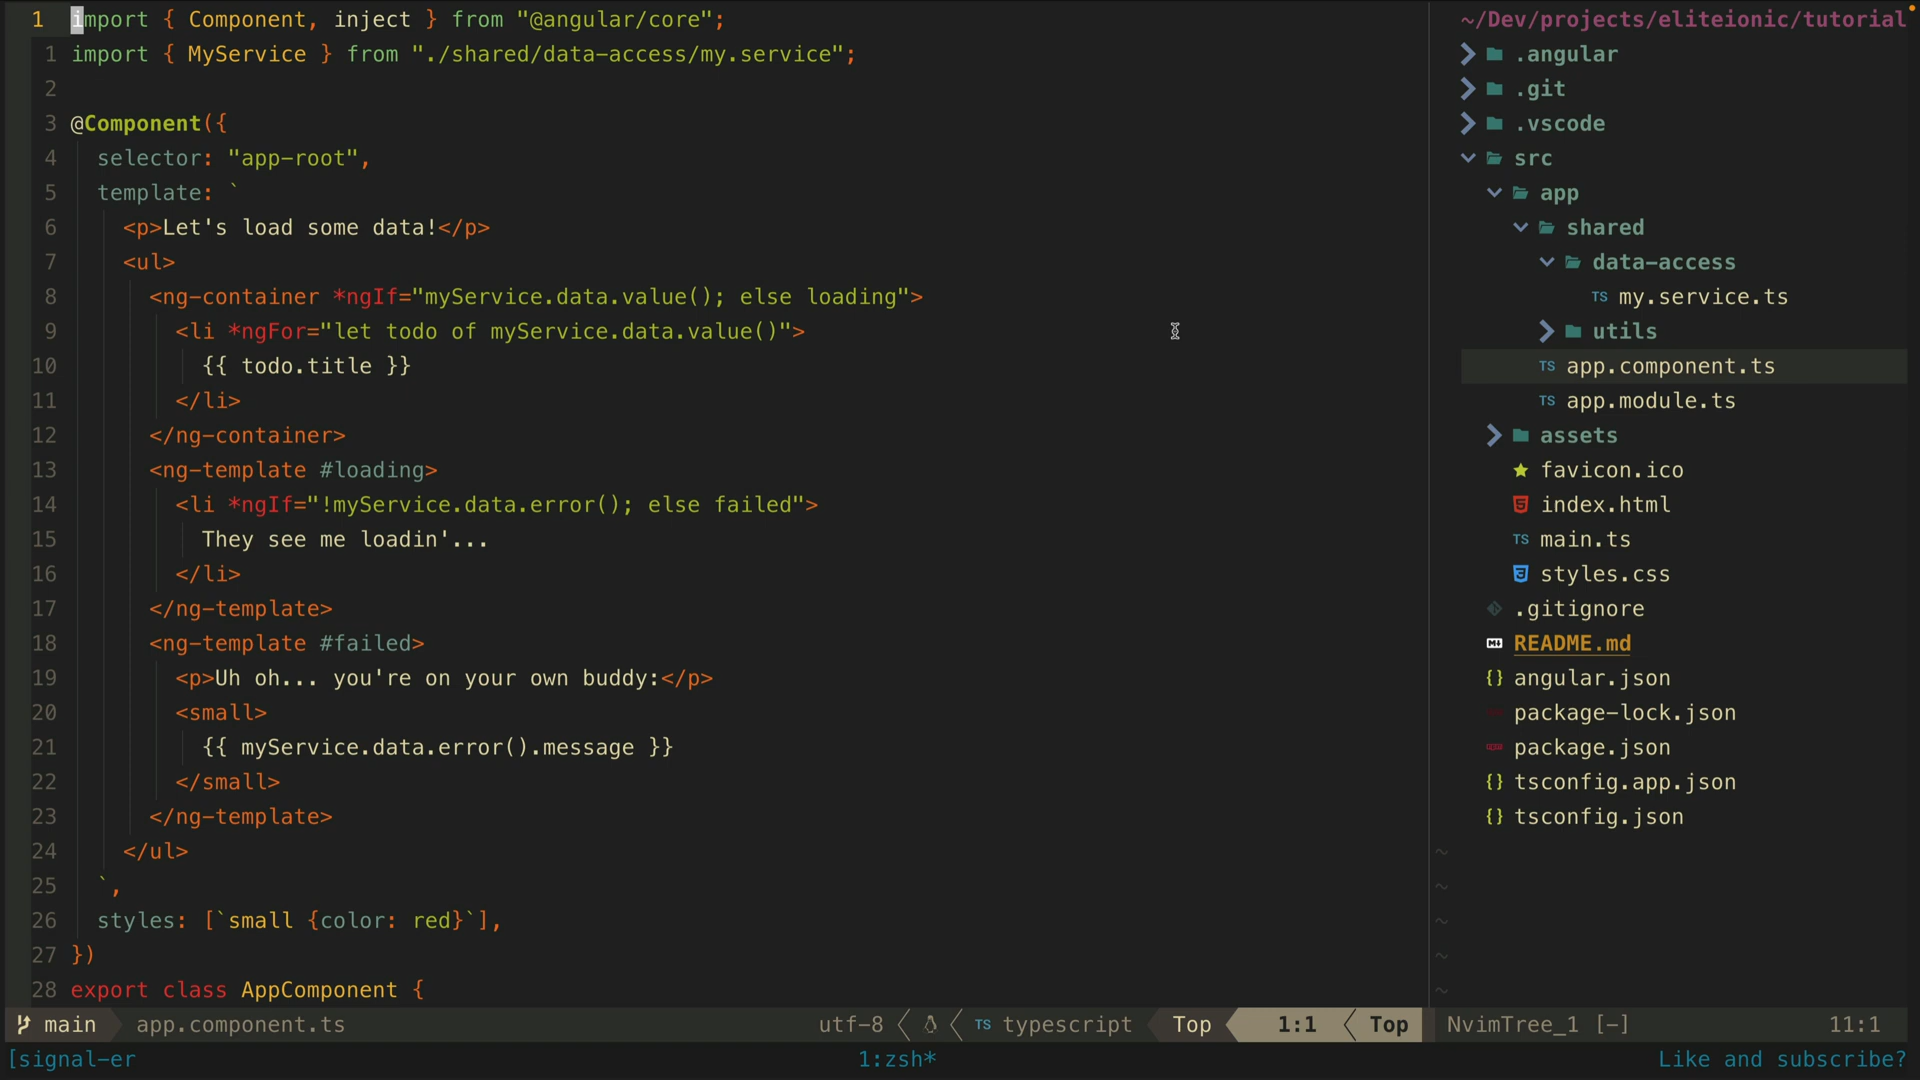 1 import { Component, inject } from "@angular/core";
1 import { MyService } from "./shared/data-access/my.service";
2
3 @Component({
4 selector: "app-root",
5 template: `
6 <p>Let's load some data!</p>
7 <ul>
8 <ng-container *ngIf="myService.data.value(); else loading">
9 <li *ngFor="let todo of myService.data.value()">
10 {{ todo.title }}
11 </li>
12 </ng-container>
13 <ng-template #loading>
14 <li *ngIf="!myService.data.error(); else failed">
15 They see me loadin'...
16 </li>
17 </ng-template>
18 <ng-template #failed>
19 <p>Uh oh... you're on your own buddy:</p>
20 <small>
21 {{ myService.data.error().message }}
22 </small>
23 </ng-template>
24 </ul>
25 `,
26 styles: [`small {color: red}`],
27 })
28 export class AppComponent {
~/Dev/projects/eliteionic/tutorial
.angular
.git
.vscode
src
app
shared
data-access
TS my.service.ts
utils
TS app.component.ts
TS app.module.ts
assets
favicon.ico
index.html
TS main.ts
styles.css
.gitignore
README.md
{} angular.json
package-lock.json
package.json
{} tsconfig.app.json
{} tsconfig.json
~
~
~
~
~
main app.component.ts utf-8 TS typescript Top 1:1 Top NvimTree_1 [-] 11:1
[signal-er 1:zsh* Like and subscribe?